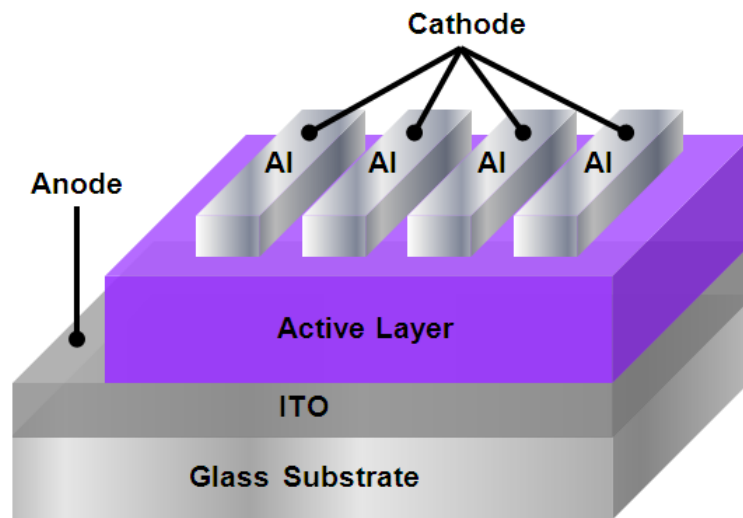 Cathode
Al Al Al Al
Anode
Active Layer
ITO
Glass Substrate